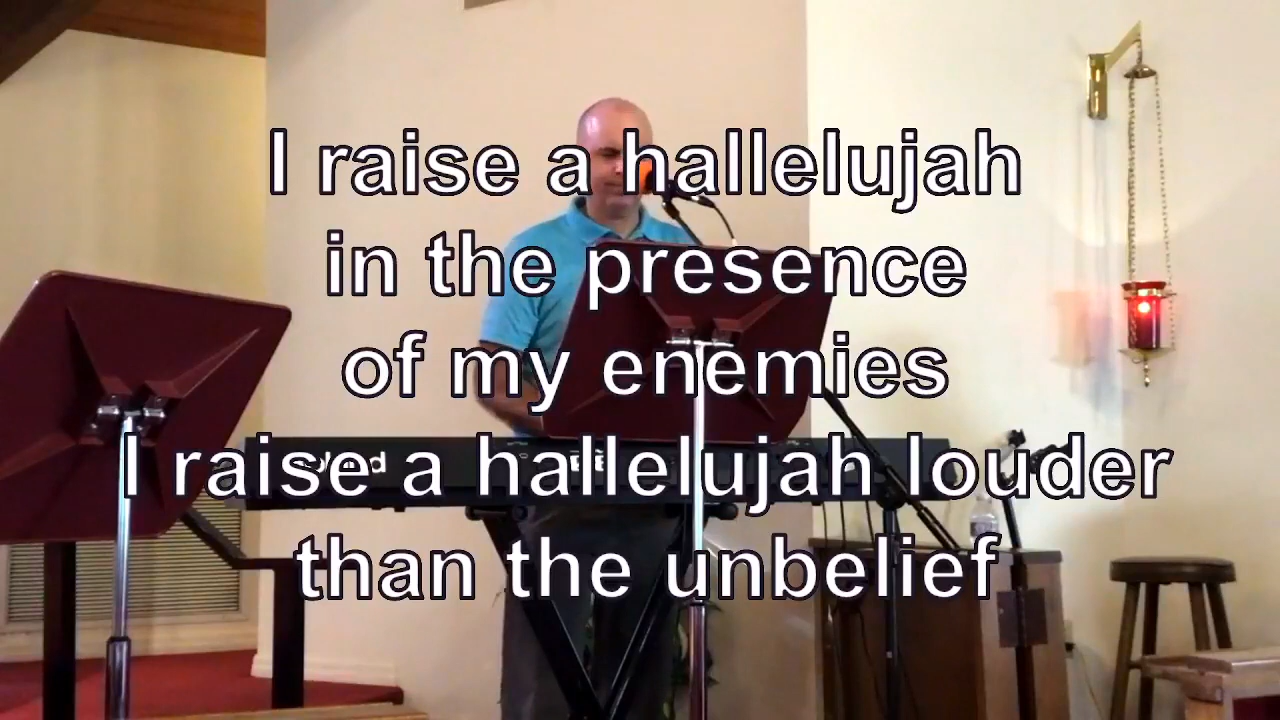 I raise a hallelujah
in the presence
of my enemies
I raise a hallelujah louder
than the unbelief